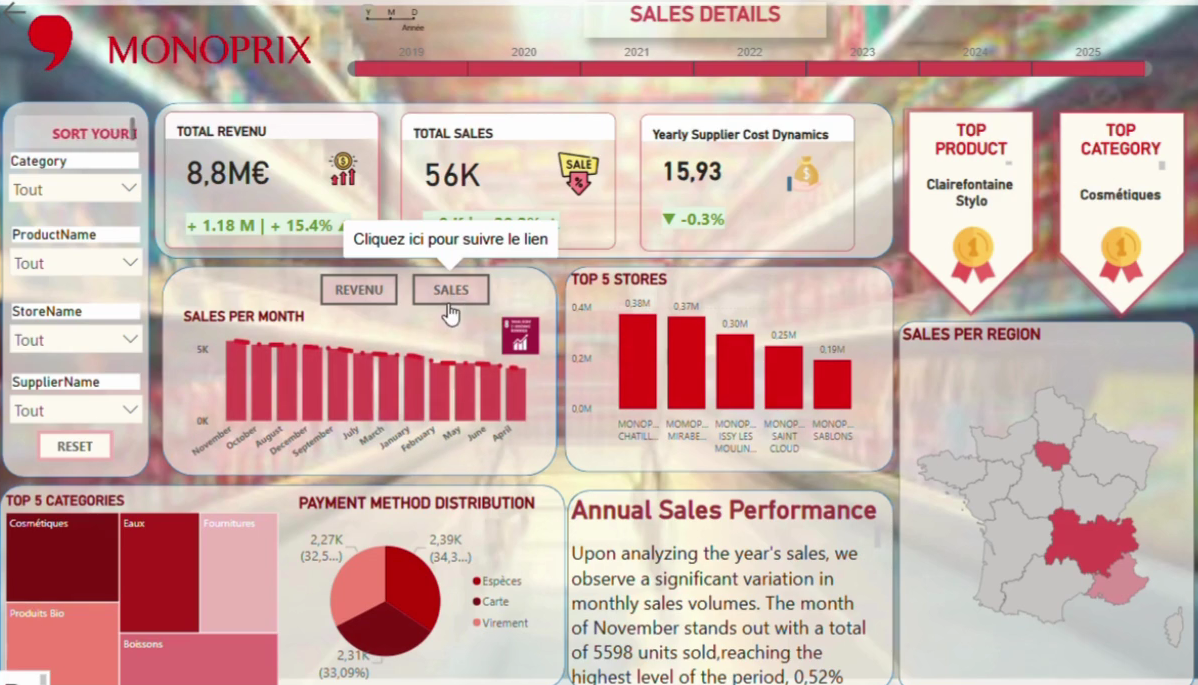 Y M D
Année
SALES DETAILS
MONOPRIX
2019 2020 2021 2022 2023 2024 2025
SORT YOUR
Category
Tout
ProductName
Tout
StoreName
Tout
SupplierName
Tout
RESET
TOTAL REVENU
8,8M€
+ 1.18 M | + 15.4%
TOTAL SALES
56K
SALE
%
Yearly Supplier Cost Dynamics
15,93
▼ -0.3%
Cliquez ici pour suivre le lien
TOP
PRODUCT
Clairefontaine
Stylo
1
TOP
CATEGORY
Cosmétiques
1
REVENU
SALES
SALES PER MONTH
5K
0K
November October August December September July March January February May June April
TOP 5 STORES
0.4M
0.2M
0.0M
0.38M 0.37M 0.30M 0.25M 0.19M
MONOP... CHATILL...
MOMOP... MIRABE...
MONOP... ISSY LES MOULIN...
MONOP... SAINT CLOUD
MONOP... SABLONS
SALES PER REGION
TOP 5 CATEGORIES
Cosmétiques
Eaux
Fournitures
Produits Bio
Boissons
PAYMENT METHOD DISTRIBUTION
2,27K
(32,5...)
2,39K
(34,3...)
2,31K
(33,09%)
Espèces
Carte
Virement
Annual Sales Performance
Upon analyzing the year's sales, we
observe a significant variation in
monthly sales volumes. The month
of November stands out with a total
of 5598 units sold,reaching the
highest level of the period, 0,52%